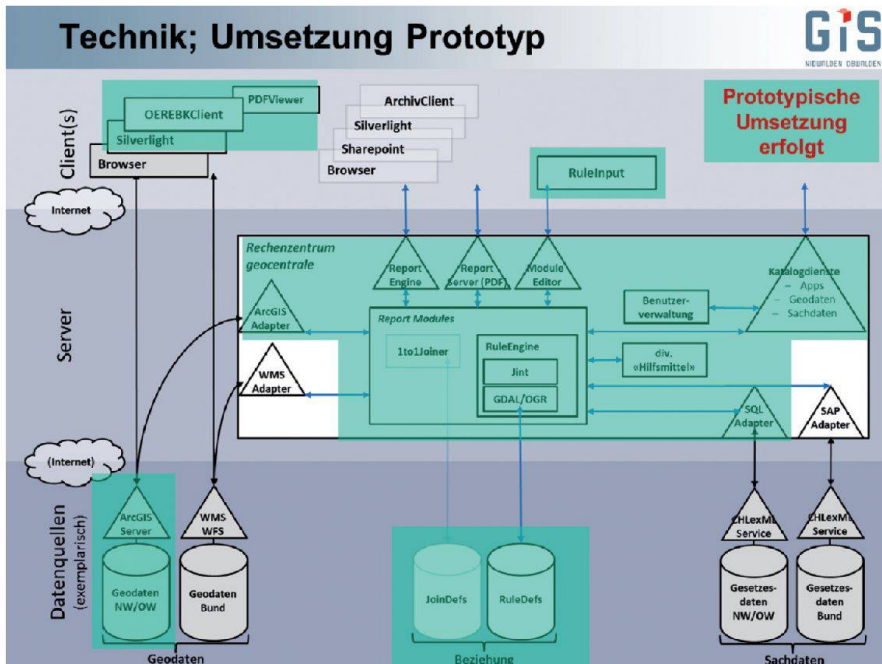 Technik; Umsetzung Prototyp
GIS
NIDWALDEN OBWALDEN
Client(s)
PDFViewer
OEREBKClient
Silverlight
Browser
ArchivClient
Silverlight
Sharepoint
Browser
RuleInput
Prototypische
Umsetzung
erfolgt
Internet
Server
Rechenzentrum
geocentrale
Report
Engine
Report
Server (PDF)
Module
Editor
Katalogdienste
– Apps
– Geodaten
– Sachdaten
ArcGIS
Adapter
WMS
Adapter
Report Modules
1to1Joiner
RuleEngine
Jint
GDAL/OGR
Benutzer-
verwaltung
div.
«Hilfsmittel»
SQL
Adapter
SAP
Adapter
(Internet)
Datenquellen
(exemplarisch)
ArcGIS
Server
WMS
WFS
Geodaten
NW/OW
Geodaten
Bund
Geodaten
JoinDefs
RuleDefs
Beziehung
CHLexML
Service
CHLexML
Service
Gesetzes-
daten
NW/OW
Gesetzes-
daten
Bund
Sachdaten